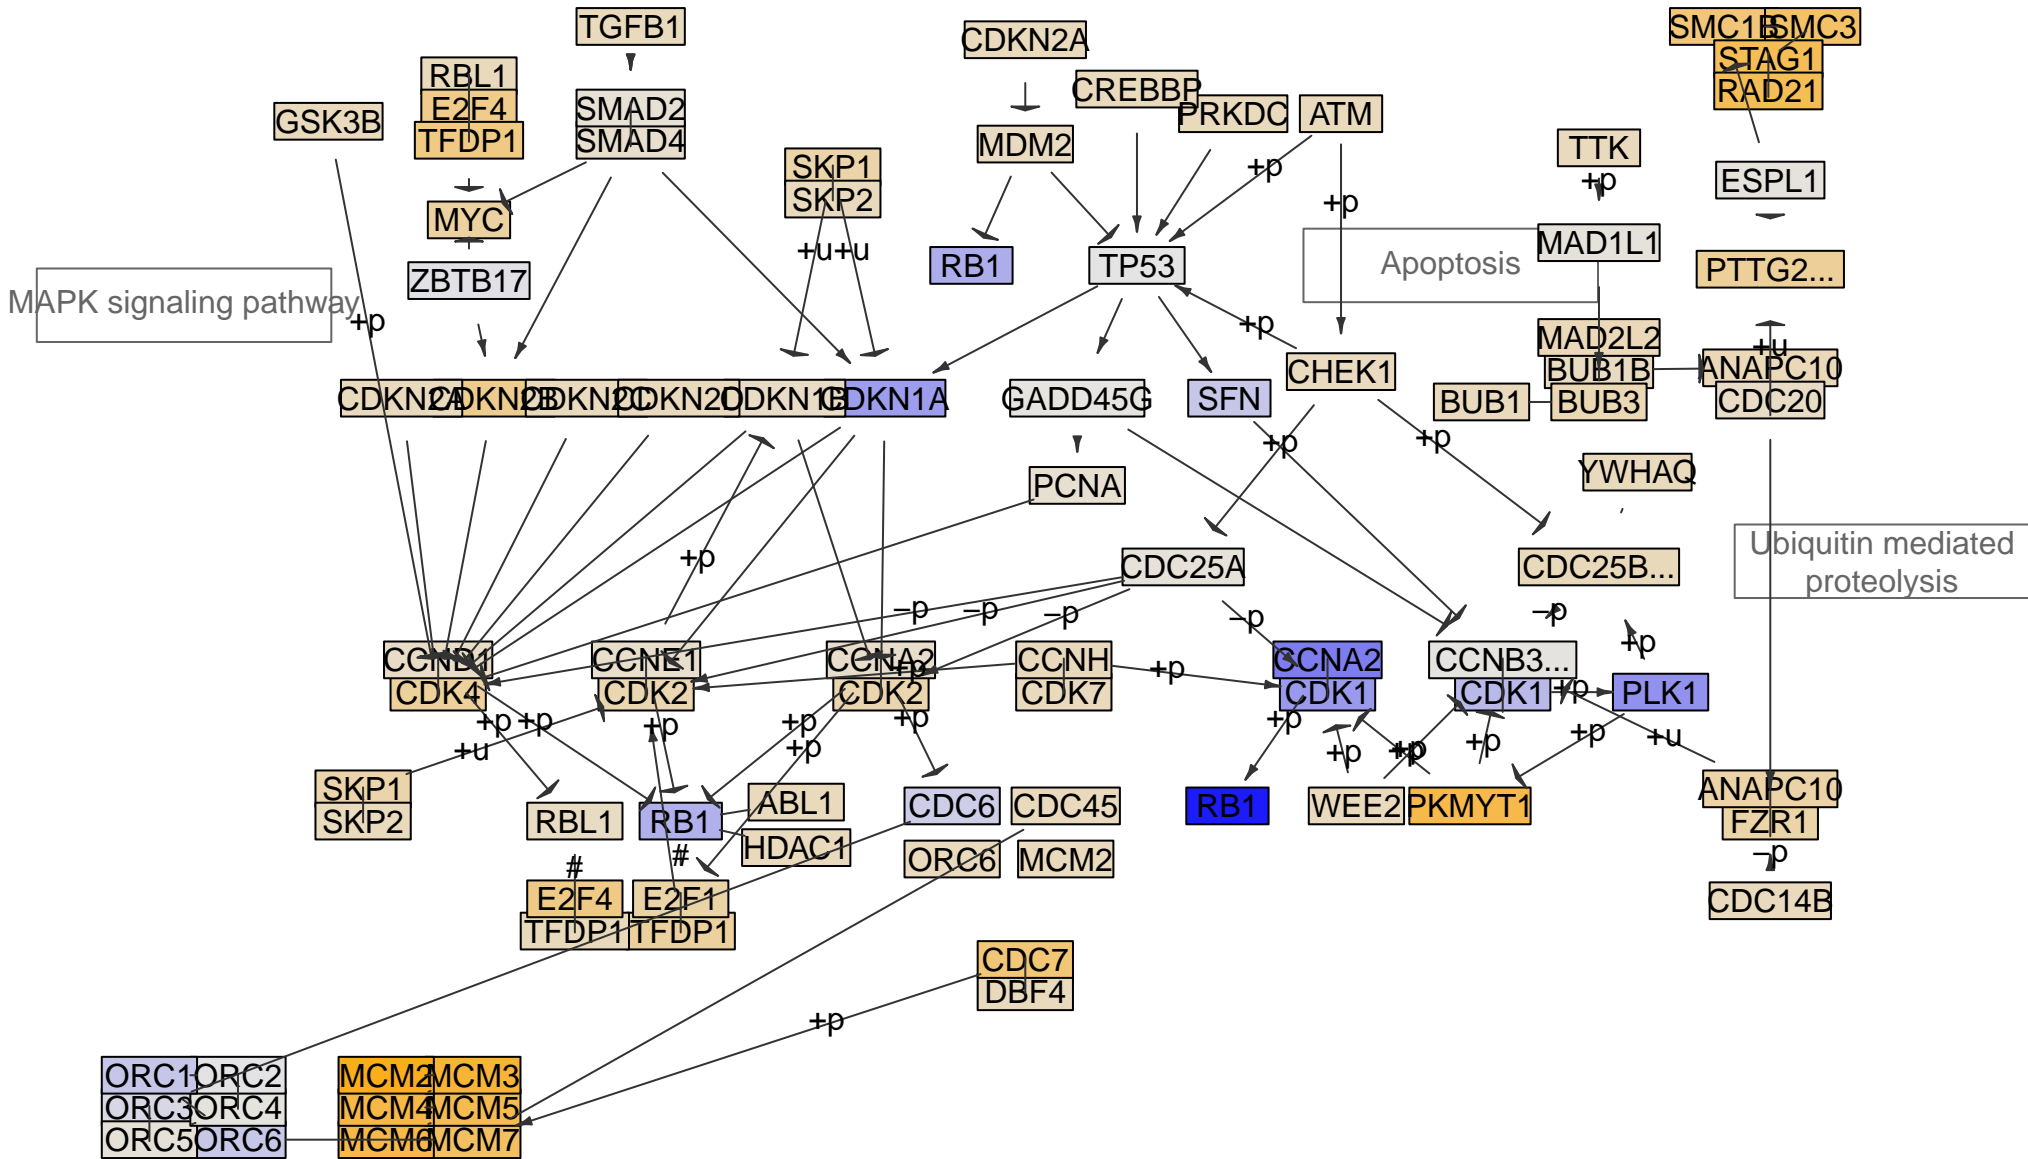 TGFB1
CDKN2A
SMC1B
SMC3
STAG1
RAD21
RBL1
E2F4
TFDP1
GSK3B
SMAD2
SMAD4
CREBBP
PRKDC
ATM
MDM2
TTK
+p
SKP1
SKP2
+p
+p
ESPL1
MYC
+u
+u
RB1
TP53
Apoptosis
MAD1L1
PTTG2...
ZBTB17
MAPK signaling pathway
+p
+p
MAD2L2
+u
BUB1B
ANAPC10
CHEK1
BUB1
BUB3
CDC20
CDKN2A
CDKN2B
CDKN2C
CDKN2D
CDKN1B
CDKN1A
GADD45G
SFN
+p
+p
PCNA
YWHAQ
Ubiquitin mediated
proteolysis
+p
CDC25A
CDC25B...
−p
−p
−p
−p
−p
+p
CCND1
CDK4
CCNE1
CDK2
CCNA2
CDK2
+p
CCNH
CDK7
+p
CCNA2
CDK1
CCNB3...
CDK1
+p
PLK1
+p
+p
+u
+p
+p
+p
+p
+p
+p
+p
+p
+p
+p
+u
SKP1
SKP2
RBL1
RB1
ABL1
HDAC1
CDC6
CDC45
ORC6
MCM2
RB1
WEE2
PKMYT1
ANAPC10
FZR1
−p
CDC14B
#
#
E2F4
TFDP1
E2F1
TFDP1
CDC7
DBF4
+p
ORC1
ORC2
ORC3
ORC4
ORC5
ORC6
MCM2
MCM3
MCM4
MCM5
MCM6
MCM7